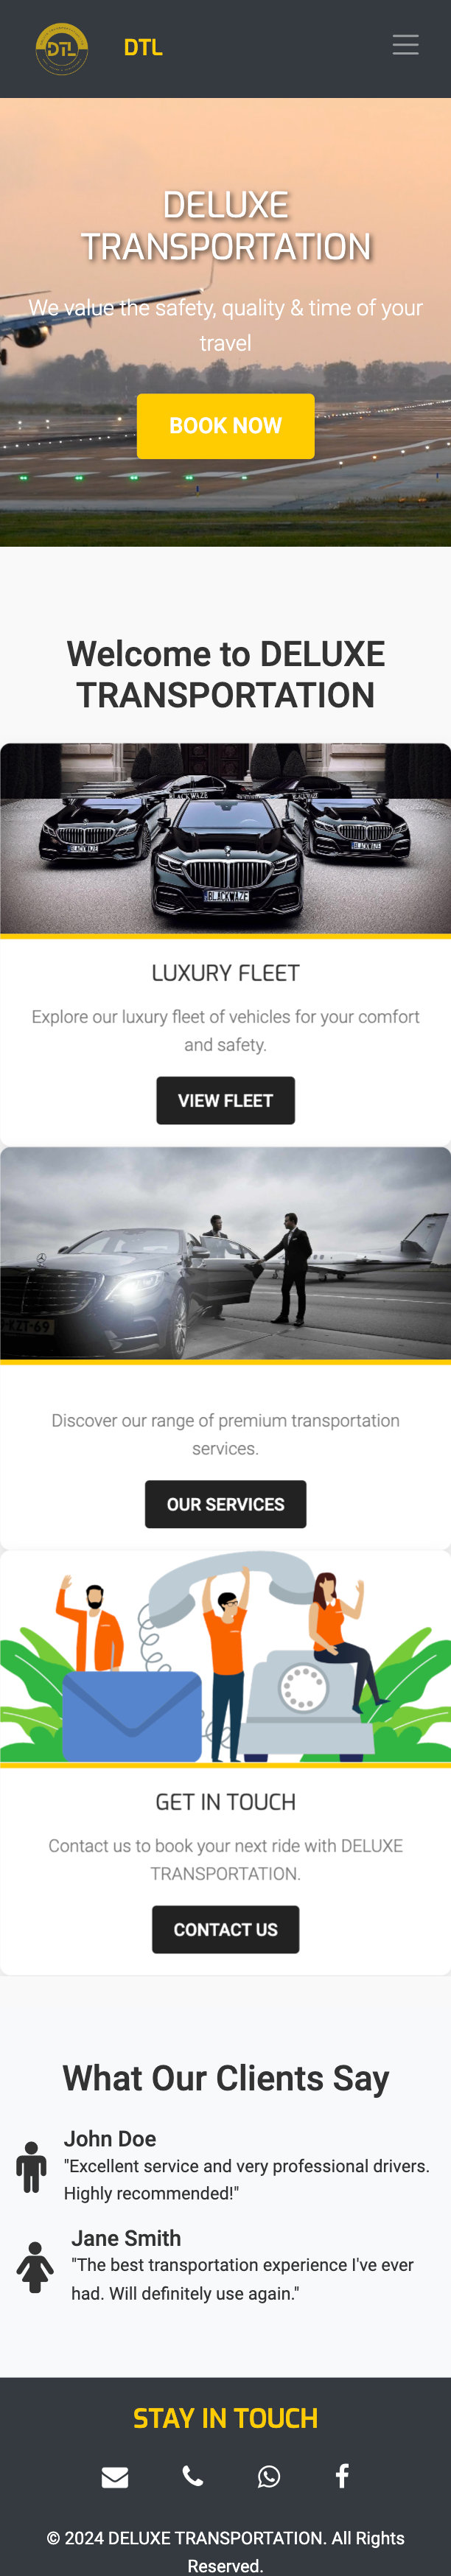 DTL
DTL
DELUXE
TRANSPORTATION
We value the safety, quality & time of your
travel
BOOK NOW
Welcome to DELUXE
TRANSPORTATION
BLACKWAZE
LUXURY FLEET
Explore our luxury fleet of vehicles for your comfort
and safety.
VIEW FLEET
Discover our range of premium transportation
services.
OUR SERVICES
GET IN TOUCH
Contact us to book your next ride with DELUXE
TRANSPORTATION.
CONTACT US
What Our Clients Say
John Doe
"Excellent service and very professional drivers.
Highly recommended!"
Jane Smith
"The best transportation experience I've ever
had. Will definitely use again."
STAY IN TOUCH
© 2024 DELUXE TRANSPORTATION. All Rights
Reserved.